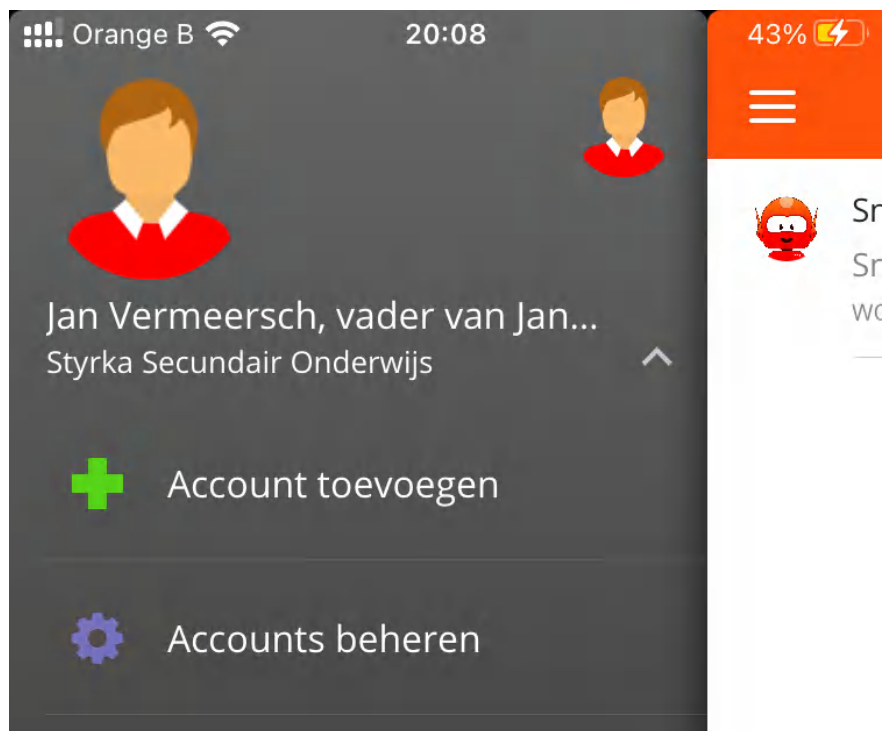 Orange B 20:08 43%
Jan Vermeersch, vader van Jan...
Styrka Secundair Onderwijs
Account toevoegen
Accounts beheren